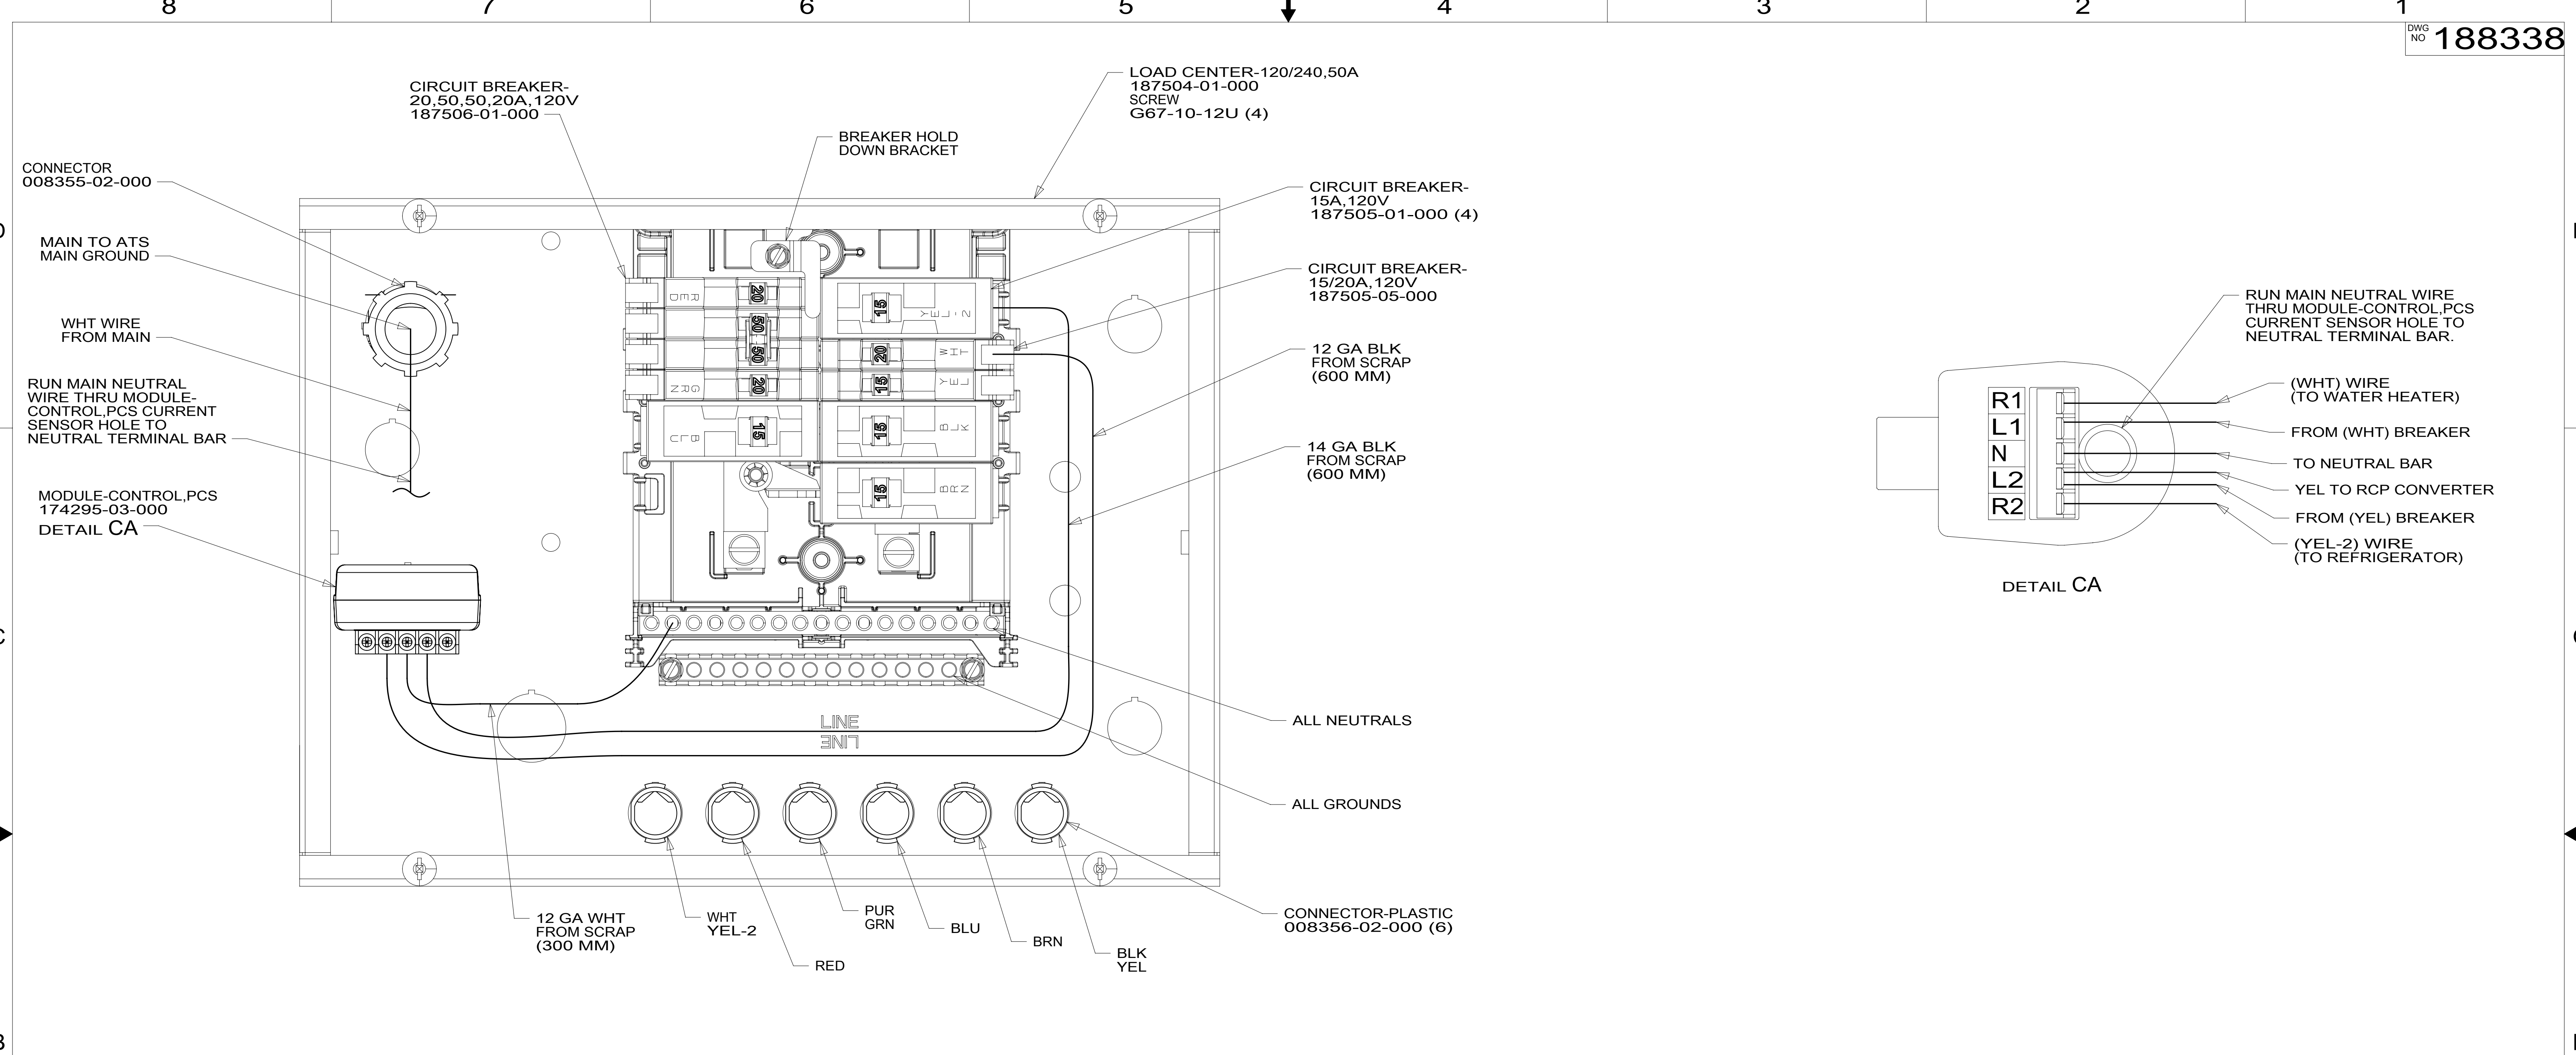 8
7
6
5
4
3
2
1
DWG
NO
188338
CIRCUIT BREAKER-
20,50,50,20A,120V
187506-01-000
LOAD CENTER-120/240,50A
187504-01-000
SCREW
G67-10-12U (4)
BREAKER HOLD
DOWN BRACKET
CONNECTOR
008355-02-000
MAIN TO ATS
MAIN GROUND
WHT WIRE
FROM MAIN
RUN MAIN NEUTRAL
WIRE THRU MODULE-
CONTROL,PCS CURRENT
SENSOR HOLE TO
NEUTRAL TERMINAL BAR
MODULE-CONTROL,PCS
174295-03-000
DETAIL CA
RED
20
50
50
GRN
20
BLU
15
15
YEL-2
20
WHT
15
YEL
15
BLK
15
BRN
CIRCUIT BREAKER-
15A,120V
187505-01-000 (4)
CIRCUIT BREAKER-
15/20A,120V
187505-05-000
12 GA BLK
FROM SCRAP
(600 MM)
14 GA BLK
FROM SCRAP
(600 MM)
LINE
LINE
ALL NEUTRALS
ALL GROUNDS
CONNECTOR-PLASTIC
008356-02-000 (6)
12 GA WHT
FROM SCRAP
(300 MM)
WHT
YEL-2
RED
PUR
GRN
BLU
BRN
BLK
YEL
RUN MAIN NEUTRAL WIRE
THRU MODULE-CONTROL,PCS
CURRENT SENSOR HOLE TO
NEUTRAL TERMINAL BAR.
R1
L1
N
L2
R2
(WHT) WIRE
(TO WATER HEATER)
FROM (WHT) BREAKER
TO NEUTRAL BAR
YEL TO RCP CONVERTER
FROM (YEL) BREAKER
(YEL-2) WIRE
(TO REFRIGERATOR)
DETAIL CA